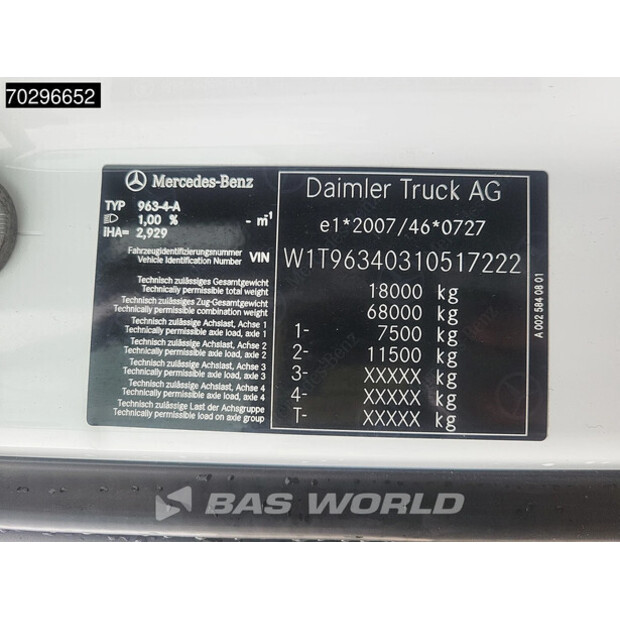 70296652
Mercedes-Benz
Daimler Truck AG
TYP 963-4-A
1,00 % - m⁻¹
iHA= 2,929
e1*2007/46*0727
Fahrzeugidentifizierungsnummer
Vehicle Identification Number VIN W1T96340310517222
Technisch zulässiges Gesamtgewicht
Technically permissible total weight 18000 kg
Technisch zulässiges Zug-Gesamtgewicht
Technically permissible combination weight 68000 kg
Technisch zulässige Achslast, Achse 1
Technically permissible axle load, axle 1 1- 7500 kg
Technisch zulässige Achslast, Achse 2
Technically permissible axle load, axle 2 2- 11500 kg
Technisch zulässige Achslast, Achse 3
Technically permissible axle load, axle 3 3- XXXXX kg
Technisch zulässige Achslast, Achse 4
Technically permissible axle load, axle 4 4- XXXXX kg
Technisch zulässige Last der Achsgruppe
Technically permissible load on axle group T- XXXXX kg
A 002 584 08 01
BAS WORLD